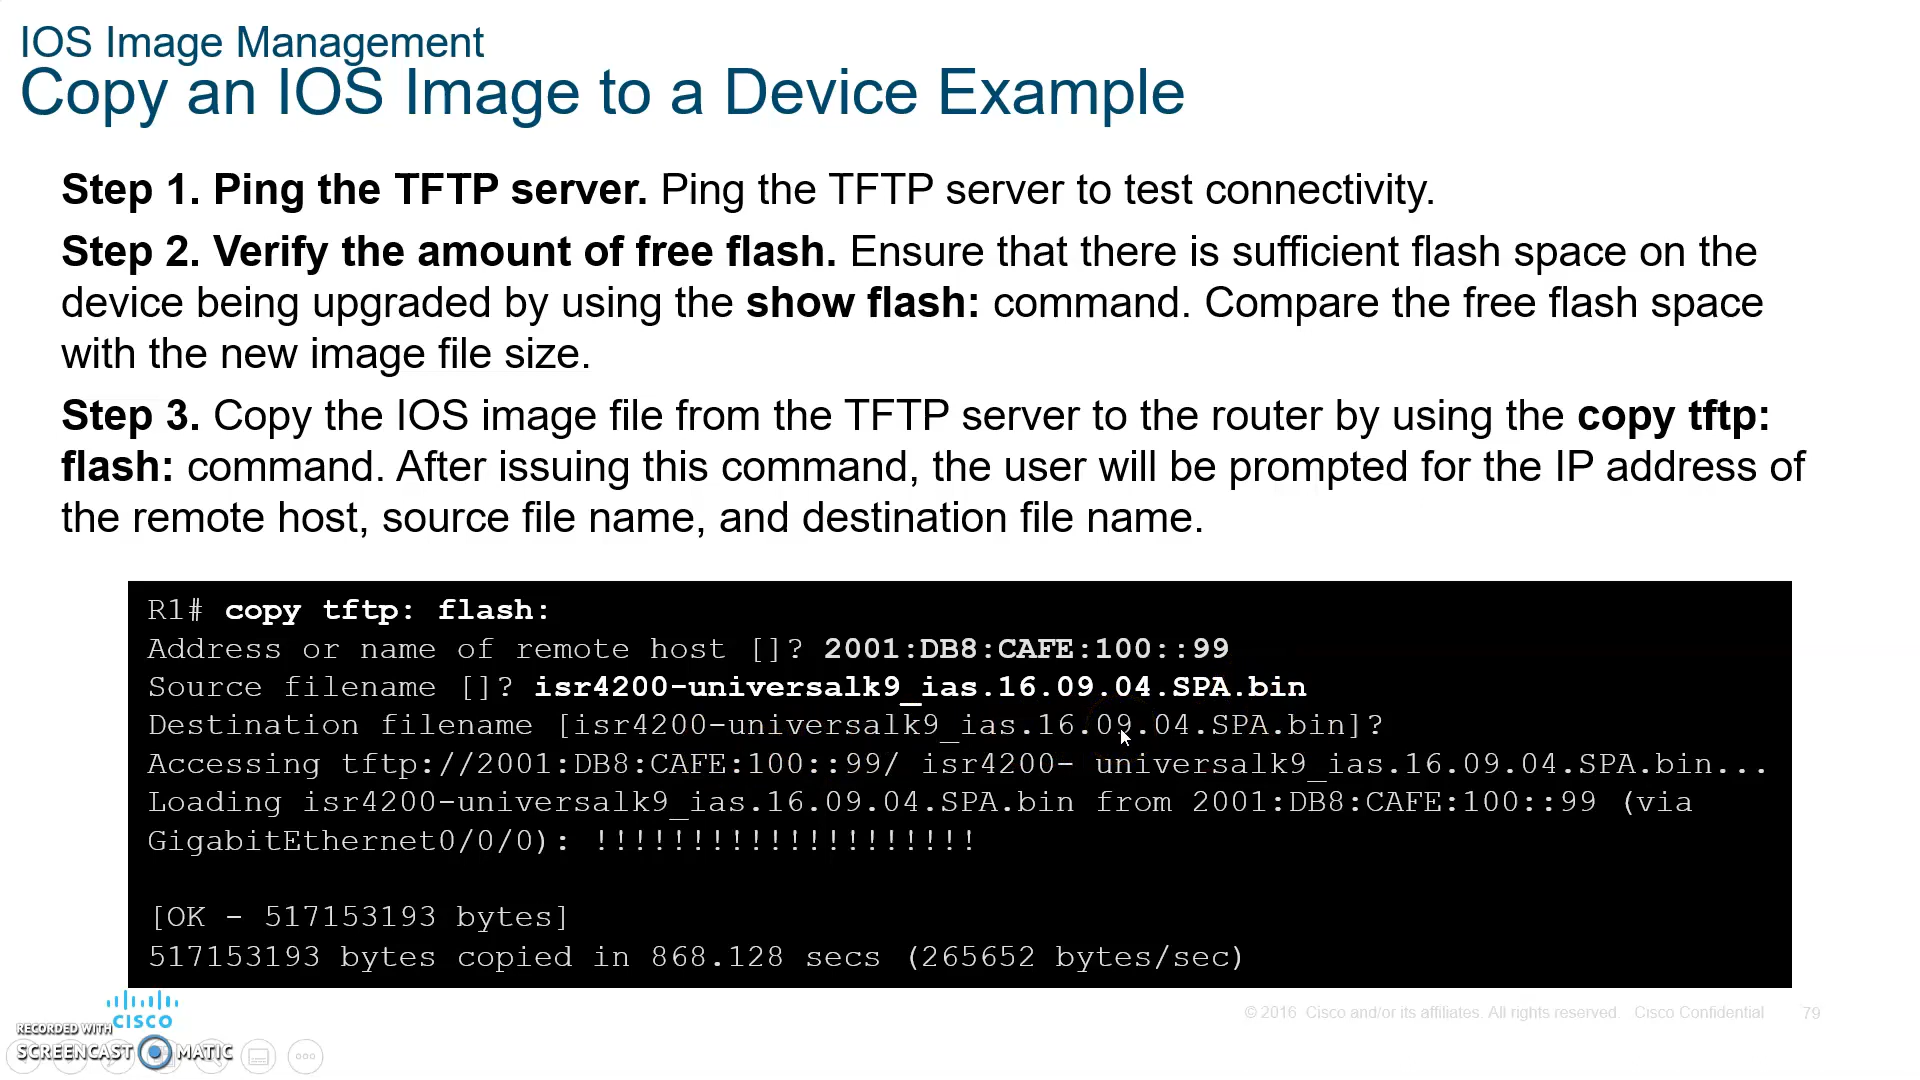 IOS Image Management
Copy an IOS Image to a Device Example
Step 1. Ping the TFTP server. Ping the TFTP server to test connectivity.
Step 2. Verify the amount of free flash. Ensure that there is sufficient flash space on the
device being upgraded by using the show flash: command. Compare the free flash space
with the new image file size.
Step 3. Copy the IOS image file from the TFTP server to the router by using the copy tftp:
flash: command. After issuing this command, the user will be prompted for the IP address of
the remote host, source file name, and destination file name.
R1# copy tftp: flash:
Address or name of remote host []? 2001:DB8:CAFE:100::99
Source filename []? isr4200-universalk9_ias.16.09.04.SPA.bin
Destination filename [isr4200-universalk9_ias.16.09.04.SPA.bin]?
Accessing tftp://2001:DB8:CAFE:100::99/ isr4200- universalk9_ias.16.09.04.SPA.bin...
Loading isr4200-universalk9_ias.16.09.04.SPA.bin from 2001:DB8:CAFE:100::99 (via
GigabitEthernet0/0/0): !!!!!!!!!!!!!!!!!!!!
[OK - 517153193 bytes]
517153193 bytes copied in 868.128 secs (265652 bytes/sec)
CISCO
© 2016 Cisco and/or its affiliates. All rights reserved. Cisco Confidential 79
RECORDED WITH
SCREENCAST MATIC